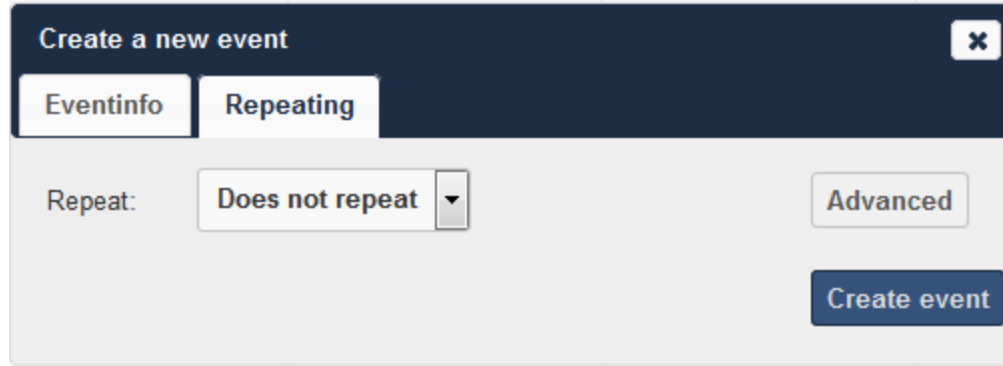 Create a new event
Eventinfo Repeating
Repeat: Does not repeat Advanced
Create event